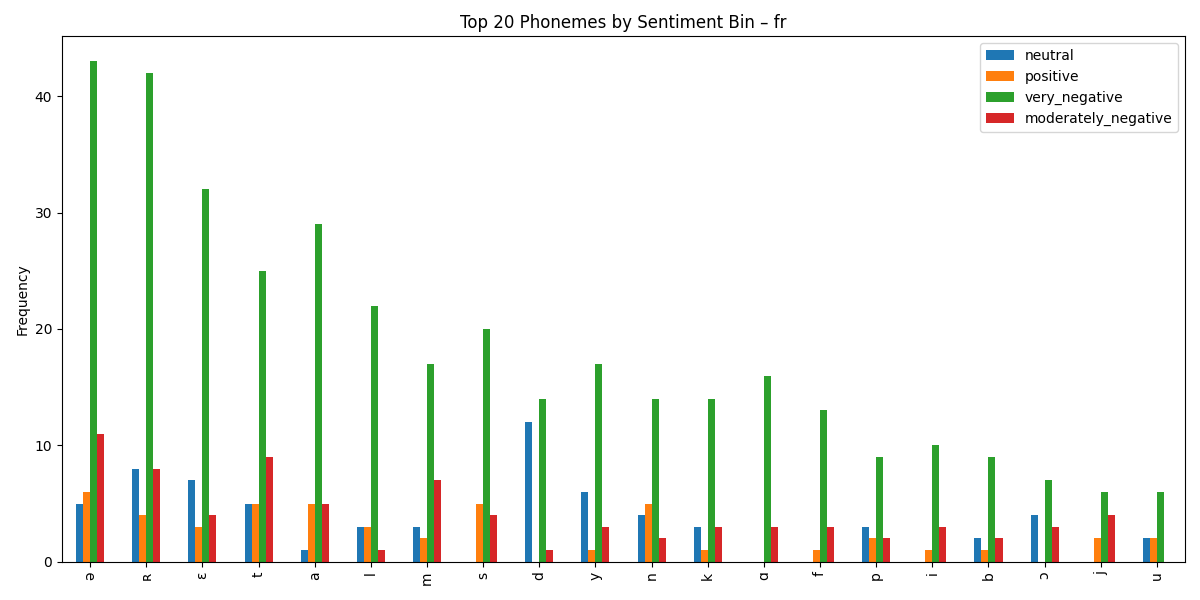 Top 20 Phonemes by Sentiment Bin – fr
neutral
positive
very_negative
moderately_negative
Frequency
40
30
20
10
0
ə ʀ ɛ t a l m s d y n k ɑ f p i b ɔ j u